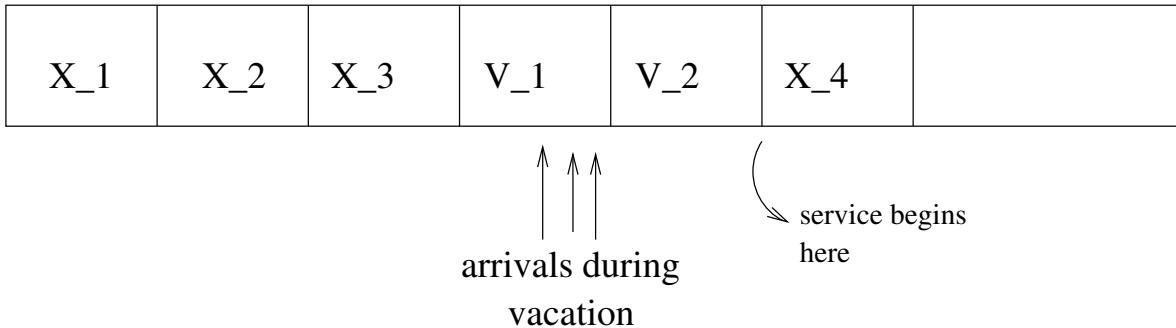 X_1 X_2 X_3 V_1 V_2 X_4
service begins
here
arrivals during
vacation